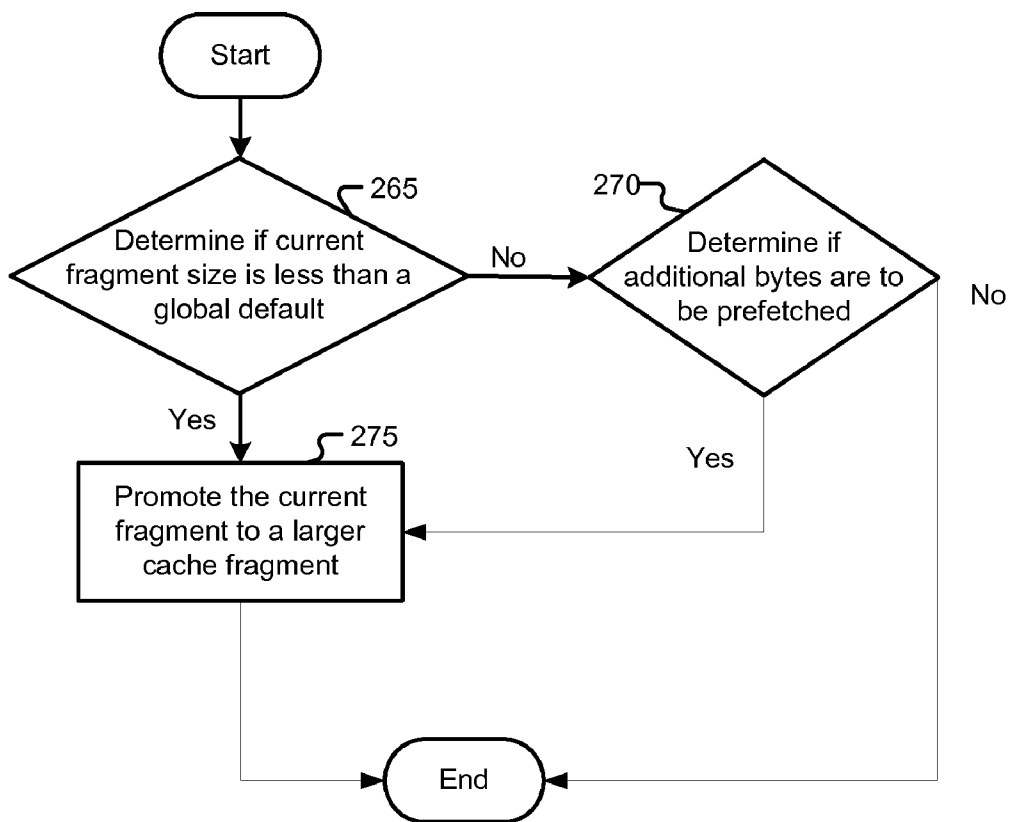 Start
265
Determine if current
fragment size is less than a
global default
No
270
Determine if
additional bytes are to
be prefetched
No
Yes
275
Promote the current
fragment to a larger
cache fragment
Yes
End